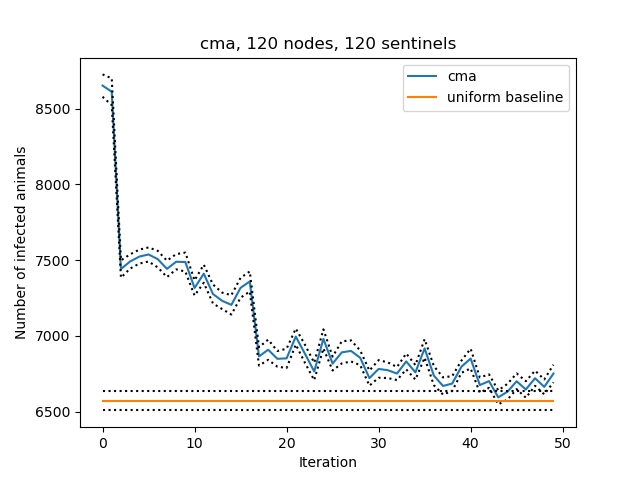 cma, 120 nodes, 120 sentinels
cma
uniform baseline
Number of infected animals
8500
8000
7500
7000
6500
0 10 20 30 40 50
Iteration